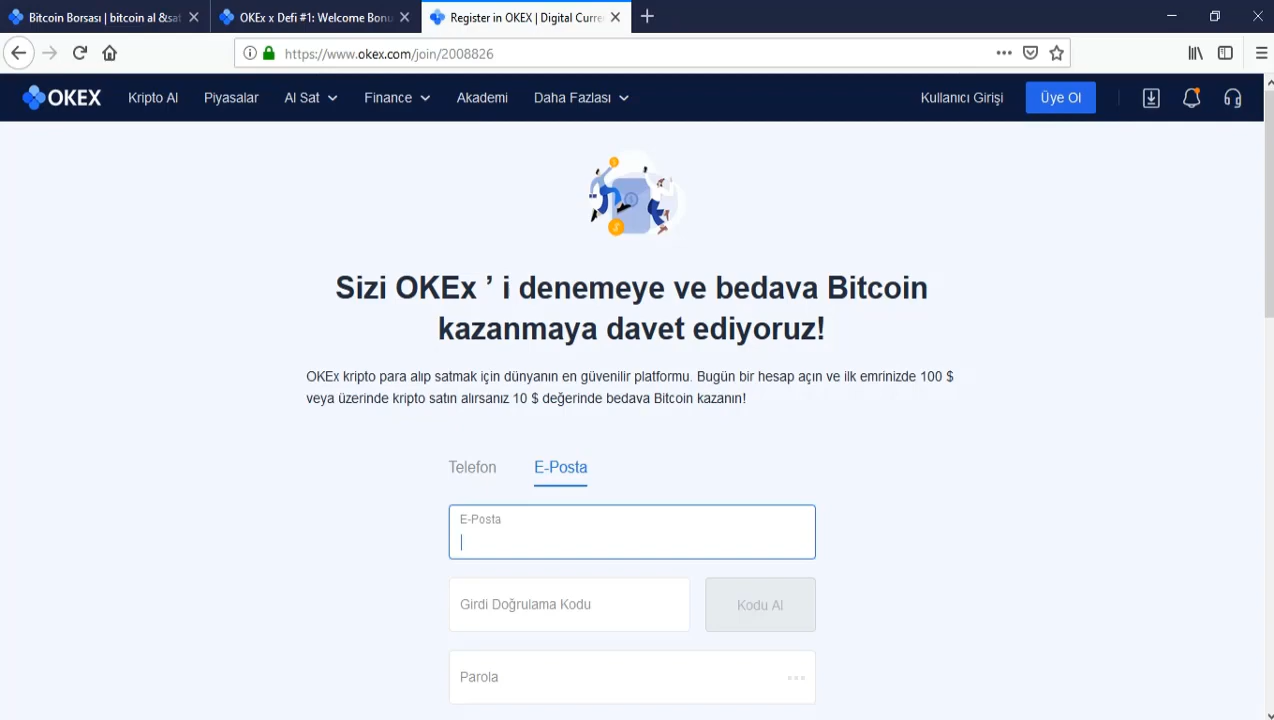 Bitcoin Borsası | bitcoin al &sat
OKEx x Defi #1: Welcome Bonu
Register in OKEX | Digital Curre
https://www.okex.com/join/2008826
OKEX
Kripto Al
Piyasalar
Al Sat
Finance
Akademi
Daha Fazlası
Kullanıcı Girişi
Üye Ol
Sizi OKEx ’ i denemeye ve bedava Bitcoin
kazanmaya davet ediyoruz!
OKEx kripto para alıp satmak için dünyanın en güvenilir platformu. Bugün bir hesap açın ve ilk emrinizde 100 $
veya üzerinde kripto satın alırsanız 10 $ değerinde bedava Bitcoin kazanın!
Telefon
E-Posta
E-Posta
Girdi Doğrulama Kodu
Kodu Al
Parola